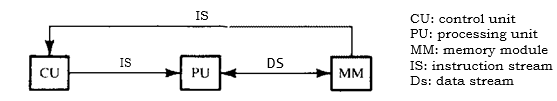 IS
CU
IS
PU
DS
MM
CU: control unit
PU: processing unit
MM: memory module
IS: instruction stream
Ds: data stream